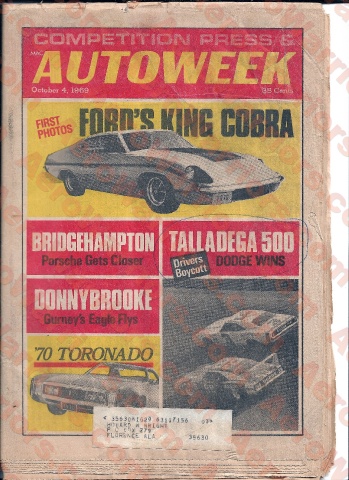 COMPETITION PRESS &
MAC
AUTOWEEK
October 4, 1969
35 Cents
FIRST PHOTOS
FORD'S KING COBRA
BRIDGEHAMPTON
Porsche Gets Closer
TALLADEGA 500
Drivers Boycott
DODGE WINS
DONNYBROOKE
Gurney's Eagle Flys
'70 TORONADO
FLORENCE ALA
35630